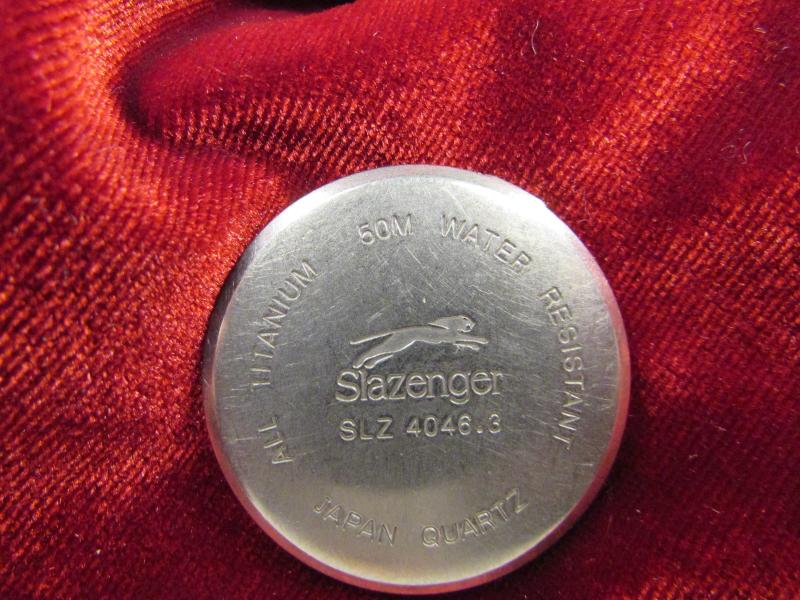 ALL TITANIUM 50M WATER RESISTANT
Slazenger
SLZ 4046.3
JAPAN QUARTZ